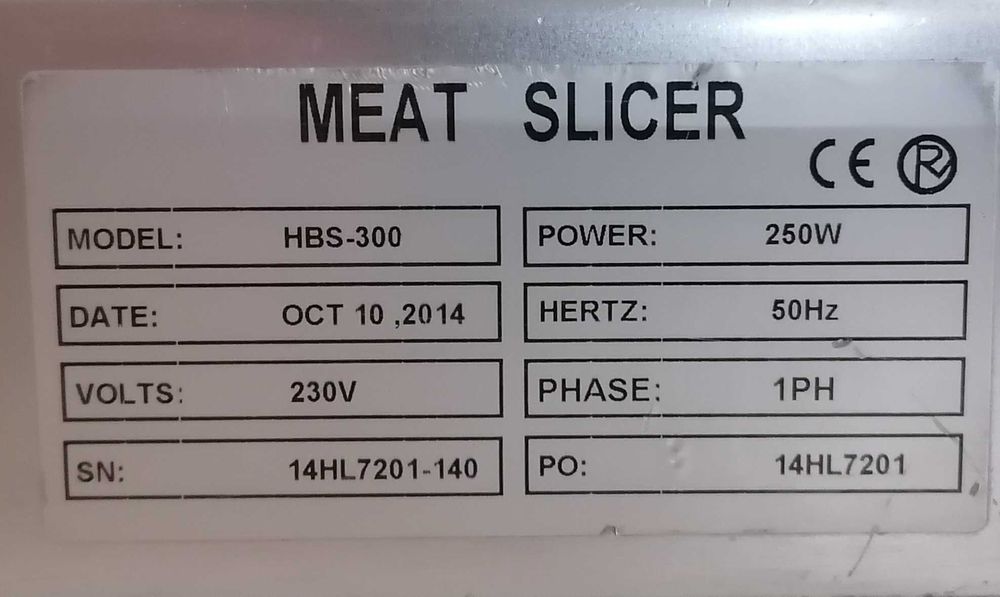 MEAT SLICER
CE R
MODEL: HBS-300
POWER: 250W
DATE: OCT 10 ,2014
HERTZ: 50Hz
VOLTS: 230V
PHASE: 1PH
SN: 14HL7201-140
PO: 14HL7201